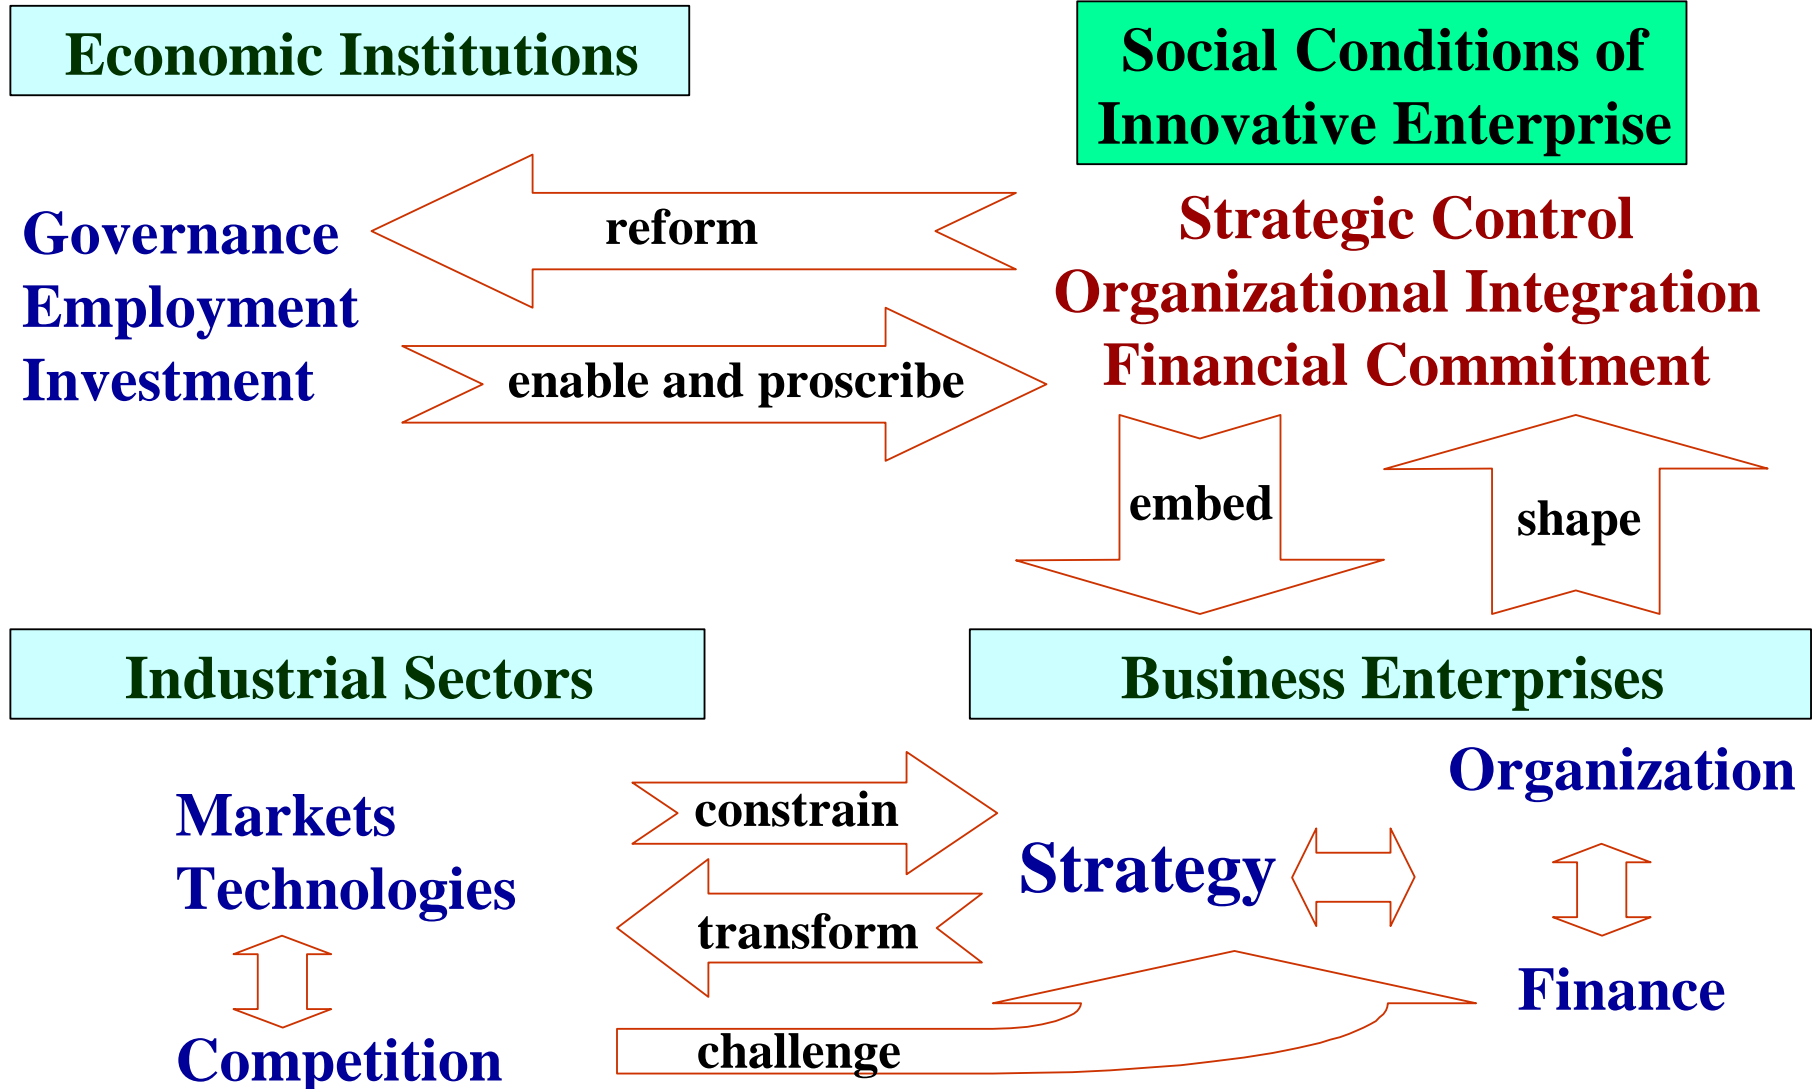 Economic Institutions
Social Conditions of
Innovative Enterprise
Governance
Employment
Investment
reform
enable and proscribe
Strategic Control
Organizational Integration
Financial Commitment
embed
shape
Industrial Sectors
Business Enterprises
Markets
Technologies
Competition
constrain
transform
challenge
Strategy
Organization
Finance